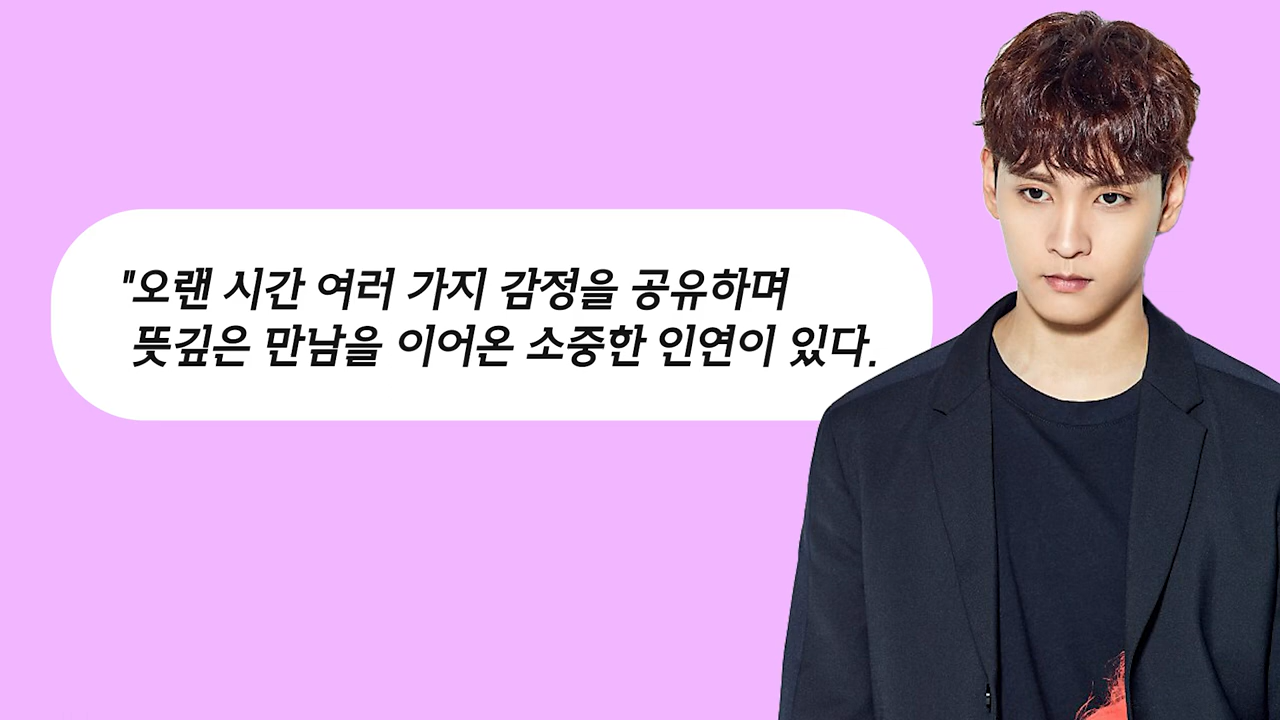 "오랜 시간 여러 가지 감정을 공유하며
뜻깊은 만남을 이어온 소중한 인연이 있다.